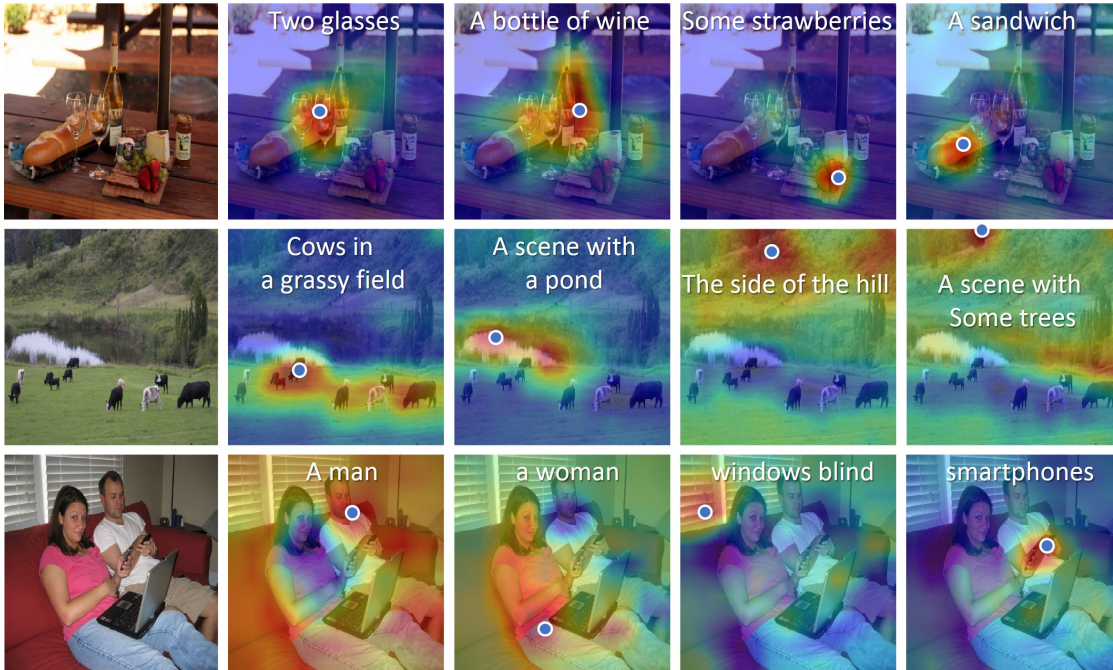 Two glasses
A bottle of wine
Some strawberries
A sandwich
Cows in
a grassy field
A scene with
a pond
The side of the hill
A scene with
Some trees
A man
a woman
windows blind
smartphones